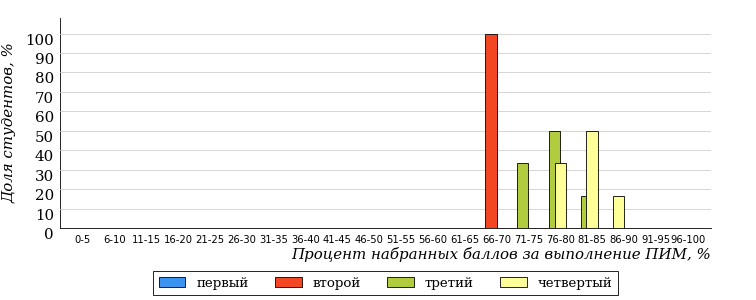 Доля студентов, %
100
90
80
70
60
50
40
30
20
10
0
0-5 6-10 11-15 16-20 21-25 26-30 31-35 36-40 41-45 46-50 51-55 56-60 61-65 66-70 71-75 76-80 81-85 86-90 91-95 96-100
Процент набранных баллов за выполнение ПИМ, %
первый второй третий четвертый